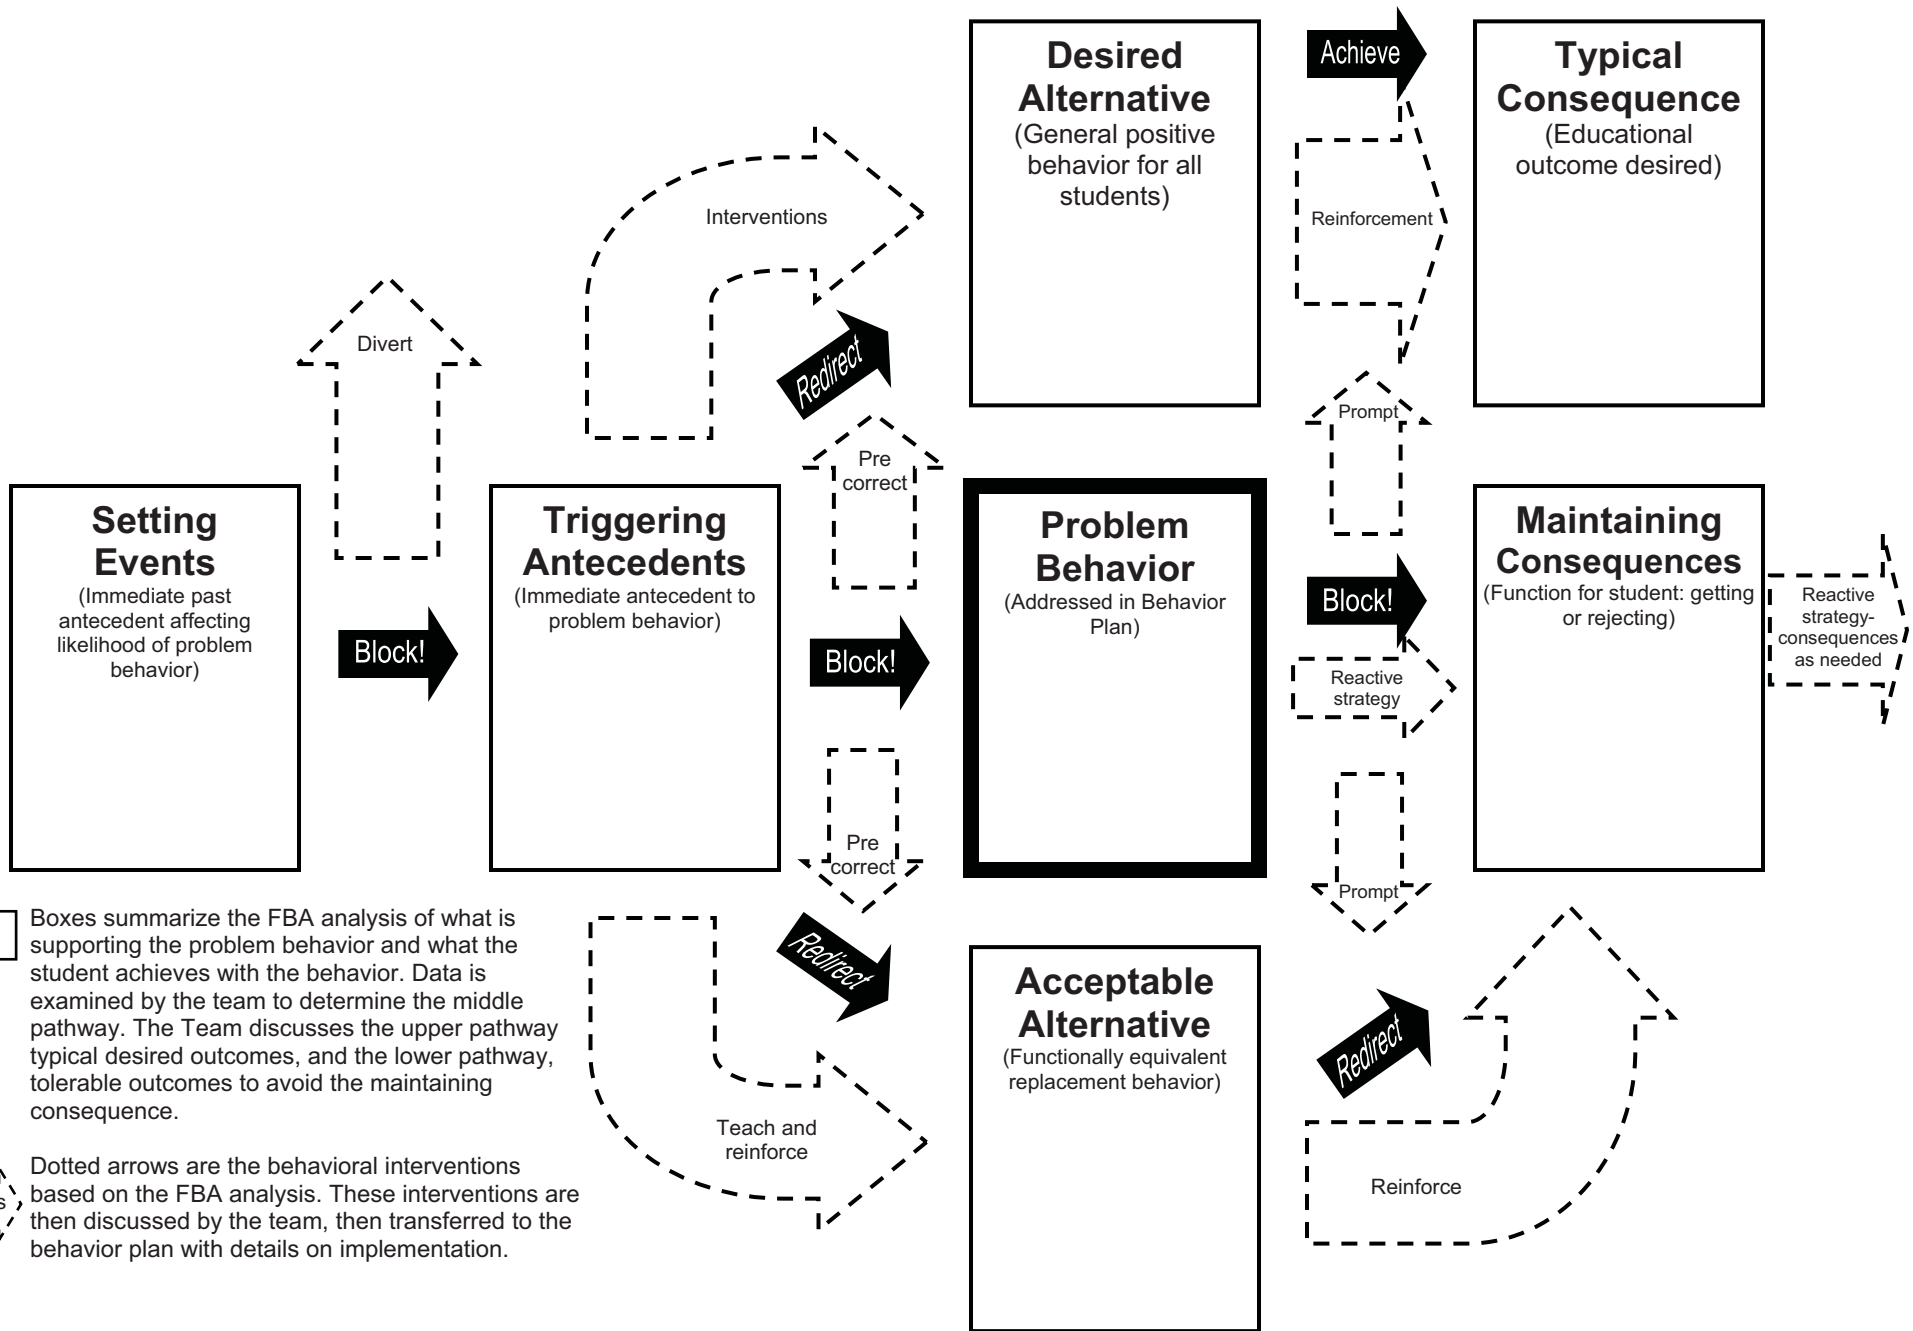 Desired
Alternative
(General positive
behavior for all
students)
Achieve
Typical
Consequence
(Educational
outcome desired)
Interventions
Reinforcement
Divert
Redirect
Prompt
Pre
correct
Setting
Events
(Immediate past
antecedent affecting
likelihood of problem
behavior)
Block!
Triggering
Antecedents
(Immediate antecedent to
problem behavior)
Block!
Problem
Behavior
(Addressed in Behavior
Plan)
Block!
Reactive
strategy
Maintaining
Consequences
(Function for student: getting
or rejecting)
Reactive
strategy-
consequences
as needed
Pre
correct
Prompt
Redirect
Boxes summarize the FBA analysis of what is
supporting the problem behavior and what the
student achieves with the behavior. Data is
examined by the team to determine the middle
pathway. The Team discusses the upper pathway
typical desired outcomes, and the lower pathway,
tolerable outcomes to avoid the maintaining
consequence.
Acceptable
Alternative
(Functionally equivalent
replacement behavior)
Redirect
Teach and
reinforce
Reinforce
Dotted arrows are the behavioral interventions
based on the FBA analysis. These interventions are
then discussed by the team, then transferred to the
behavior plan with details on implementation.